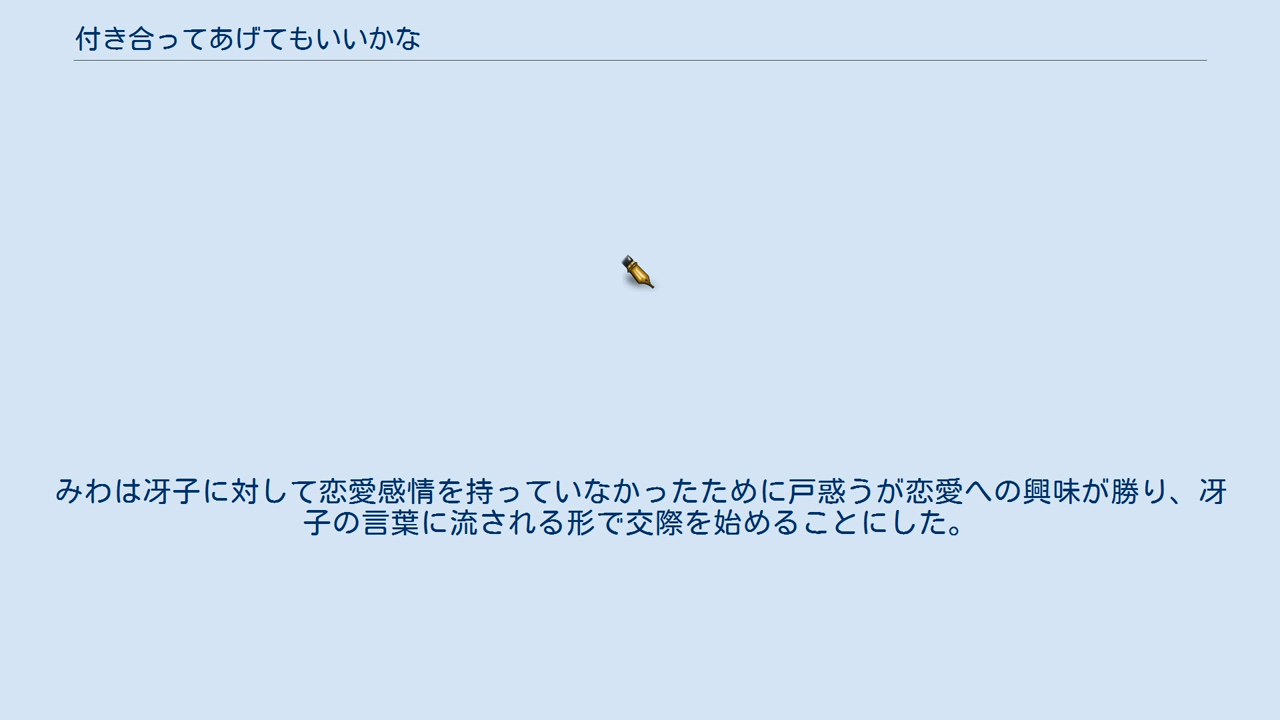 付き合ってあげてもいいかな
みわは冴子に対して恋愛感情を持っていなかったために戸惑うが恋愛への興味が勝り、冴
子の言葉に流される形で交際を始めることにした。